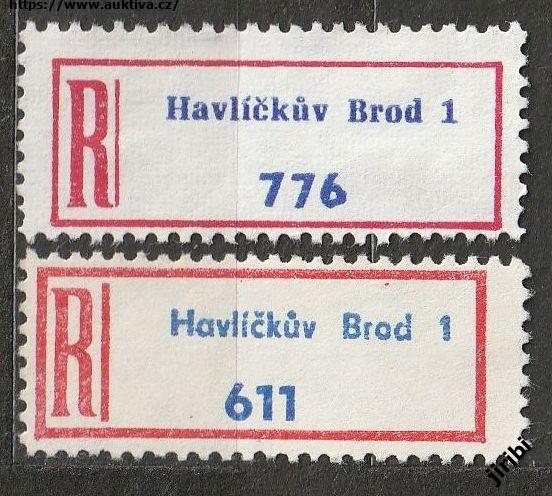 https://www.auktiva.cz/
R Havlíčkův Brod 1
776
R Havlíčkův Brod 1
611
jiribi